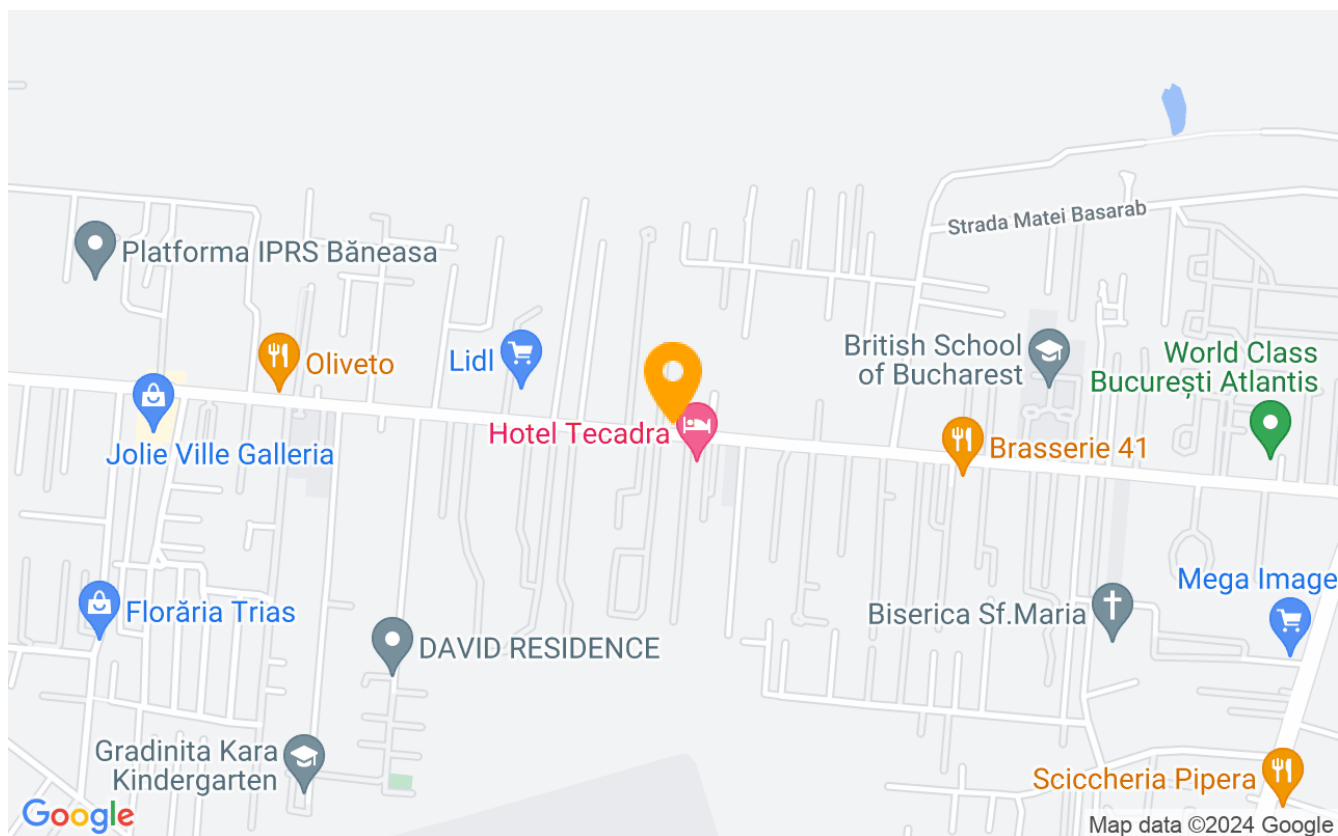 Strada Matei Basarab
Platforma IPRS Băneasa
British School
of Bucharest
World Class
București Atlantis
Lidl
Oliveto
Hotel Tecadra
Brasserie 41
Jolie Ville Galleria
Mega Image
Florăria Trias
Biserica Sf.Maria
DAVID RESIDENCE
Gradinita Kara
Kindergarten
Sciccheria Pipera
Google
Map data ©2024 Google